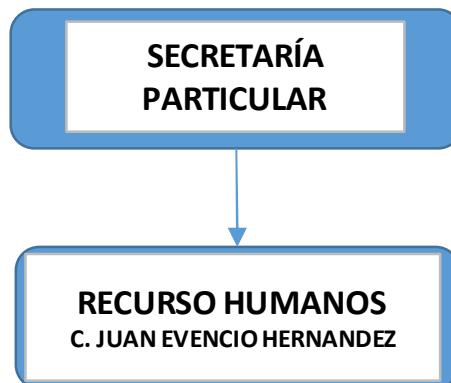 SECRETARÍA
PARTICULAR
RECURSO HUMANOS
C. JUAN EVENCIO HERNANDEZ